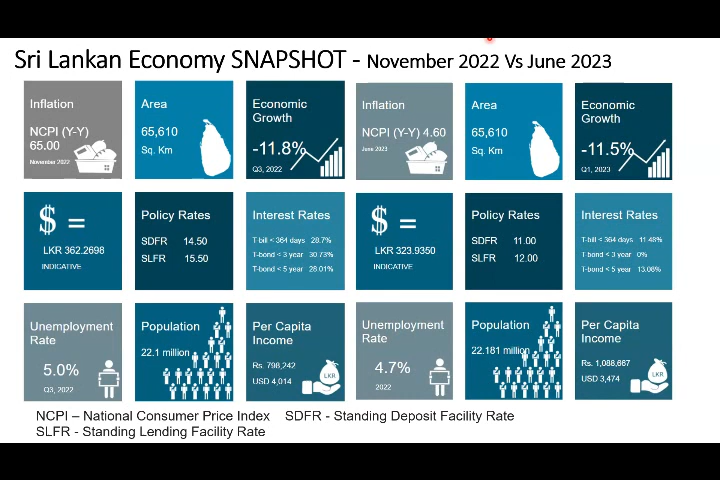 Sri Lankan Economy SNAPSHOT - November 2022 Vs June 2023
Inflation
NCPI (Y-Y)
65.00
November 2022
Area
65,610
Sq. Km
Economic
Growth
-11.8%
Q3, 2022
Inflation
NCPI (Y-Y) 4.60
June 2023
Area
65,610
Sq. Km
Economic
Growth
-11.5%
Q1, 2023
$ =
LKR 362.2698
INDICATIVE
Policy Rates
SDFR 14.50
SLFR 15.50
Interest Rates
T-bill < 364 days 28.7%
T-bond < 3 year 30.73%
T-bond < 5 year 28.01%
$ =
LKR 323.9350
INDICATIVE
Policy Rates
SDFR 11.00
SLFR 12.00
Interest Rates
T-bill < 364 days 11.48%
T-bond < 3 year 0%
T-bond < 5 year 13.06%
Unemployment
Rate
5.0%
Q3, 2022
Population
22.1 million
Per Capita
Income
Rs. 798,242
USD 4,014
LKR
Unemployment
Rate
4.7%
2022
Population
22.181 million
Per Capita
Income
Rs. 1,088,667
USD 3,474
LKR
NCPI – National Consumer Price Index SDFR - Standing Deposit Facility Rate
SLFR - Standing Lending Facility Rate